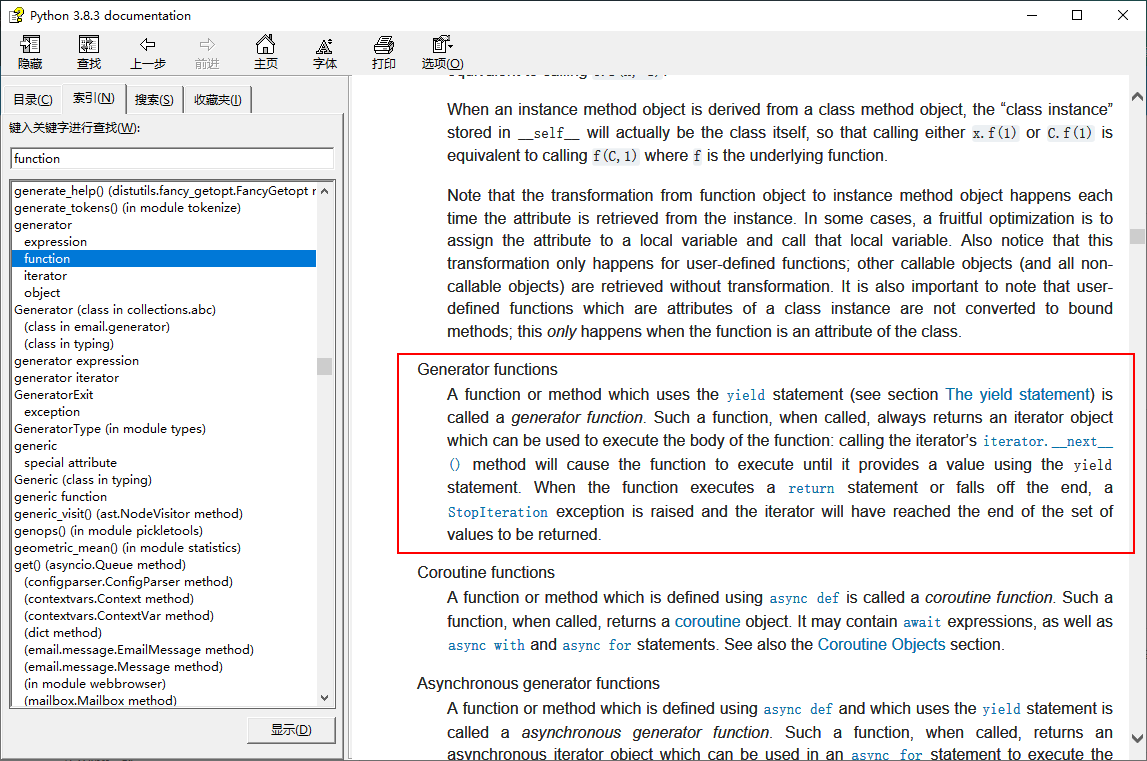 Python 3.8.3 documentation
隐藏 查找 上一步 前进 主页 字体 打印 选项(O)
目录(C) 索引(N) 搜索(S) 收藏夹(I)
键入关键字进行查找(W):
function
generate_help() (distutils.fancy_getopt.FancyGetopt
generate_tokens() (in module tokenize)
generator
expression
function
iterator
object
Generator (class in collections.abc)
(class in email.generator)
(class in typing)
generator expression
generator iterator
GeneratorExit
exception
GeneratorType (in module types)
generic
special attribute
Generic (class in typing)
generic function
generic_visit() (ast.NodeVisitor method)
genops() (in module pickletools)
geometric_mean() (in module statistics)
get() (asyncio.Queue method)
(configparser.ConfigParser method)
(contextvars.Context method)
(contextvars.ContextVar method)
(dict method)
(email.message.EmailMessage method)
(email.message.Message method)
(in module webbrowser)
(mailbox.Mailbox method)
显示(D)
When an instance method object is derived from a class method object, the “class instance”
stored in __self__ will actually be the class itself, so that calling either x.f(1) or C.f(1) is
equivalent to calling f(C,1) where f is the underlying function.
Note that the transformation from function object to instance method object happens each
time the attribute is retrieved from the instance. In some cases, a fruitful optimization is to
assign the attribute to a local variable and call that local variable. Also notice that this
transformation only happens for user-defined functions; other callable objects (and all non-
callable objects) are retrieved without transformation. It is also important to note that user-
defined functions which are attributes of a class instance are not converted to bound
methods; this only happens when the function is an attribute of the class.
Generator functions
A function or method which uses the yield statement (see section The yield statement) is
called a generator function. Such a function, when called, always returns an iterator object
which can be used to execute the body of the function: calling the iterator’s iterator.__next__
() method will cause the function to execute until it provides a value using the yield
statement. When the function executes a return statement or falls off the end, a
StopIteration exception is raised and the iterator will have reached the end of the set of
values to be returned.
Coroutine functions
A function or method which is defined using async def is called a coroutine function. Such a
function, when called, returns a coroutine object. It may contain await expressions, as well as
async with and async for statements. See also the Coroutine Objects section.
Asynchronous generator functions
A function or method which is defined using async def and which uses the yield statement is
called a asynchronous generator function. Such a function, when called, returns an
asynchronous iterator object which can be used in an async for statement to execute the